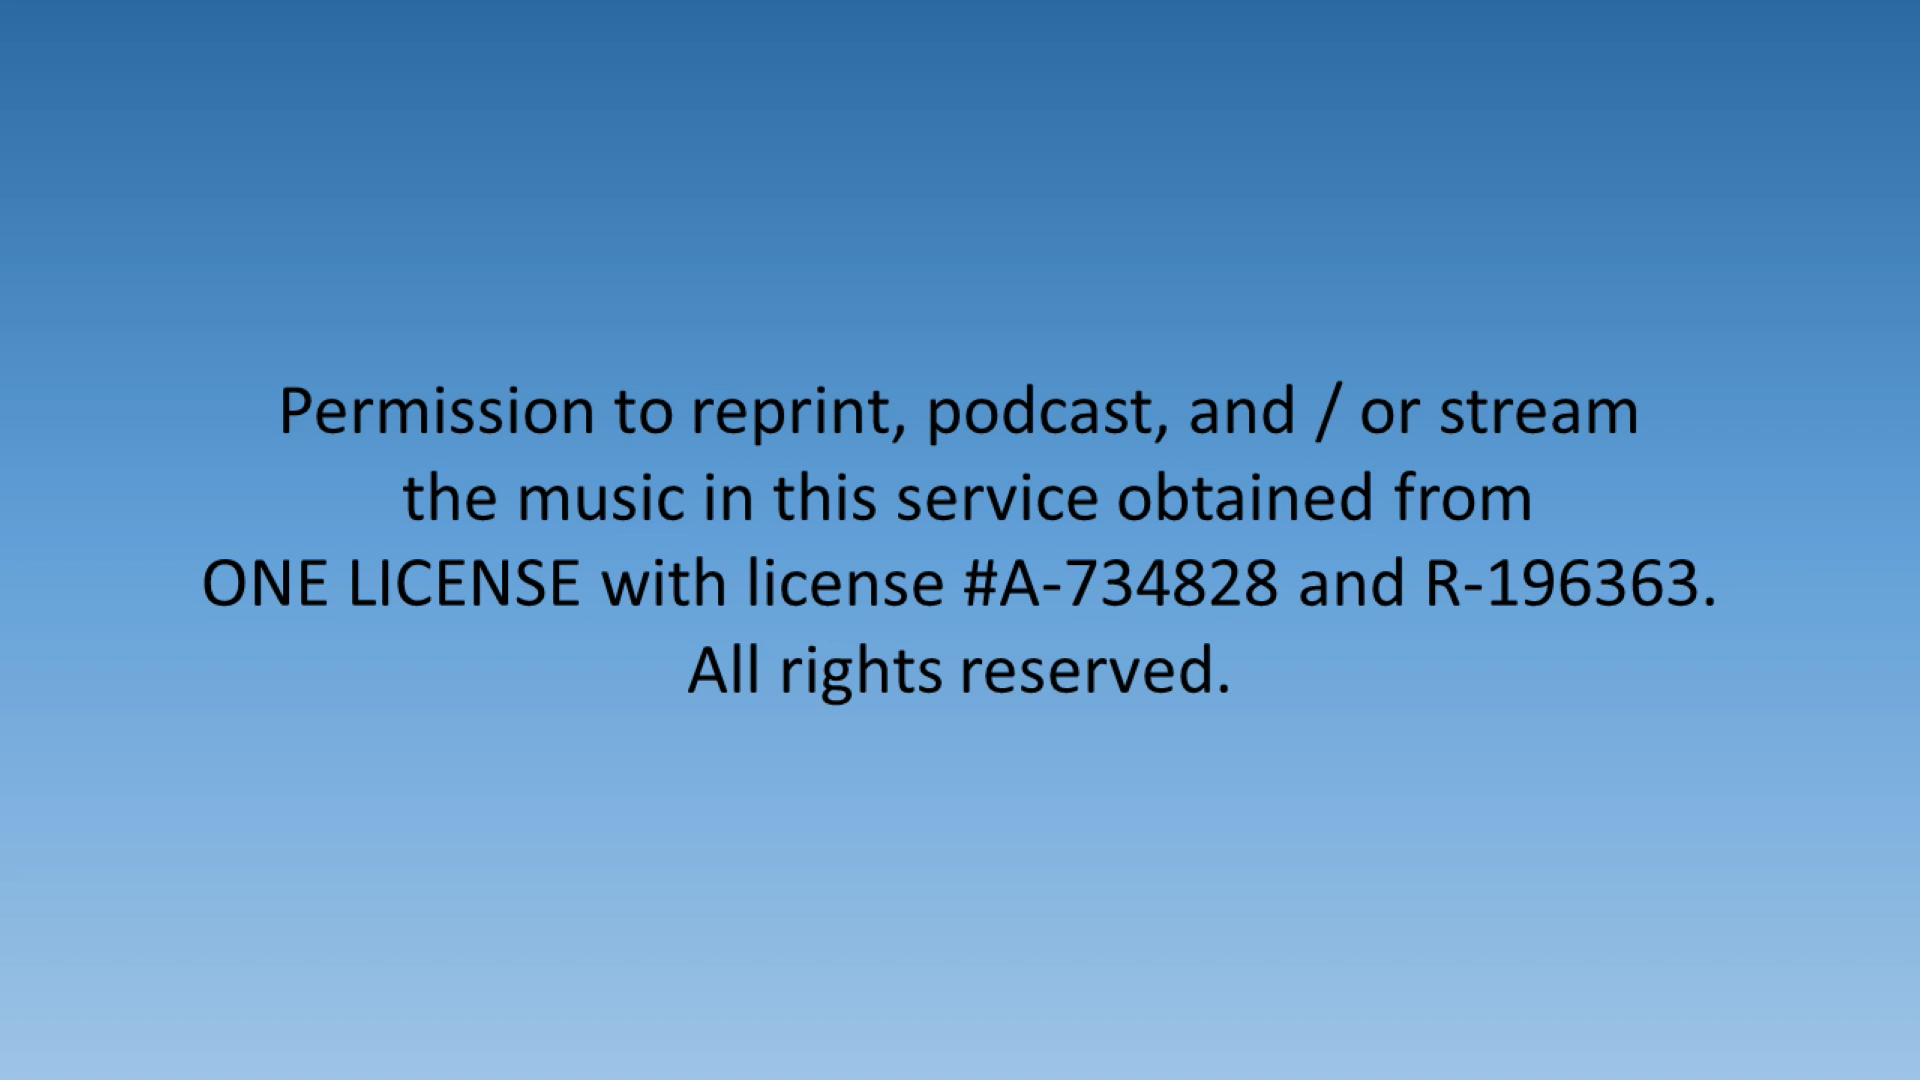 Permission to reprint, podcast, and / or stream
the music in this service obtained from
ONE LICENSE with license #A-734828 and R-196363.
All rights reserved.